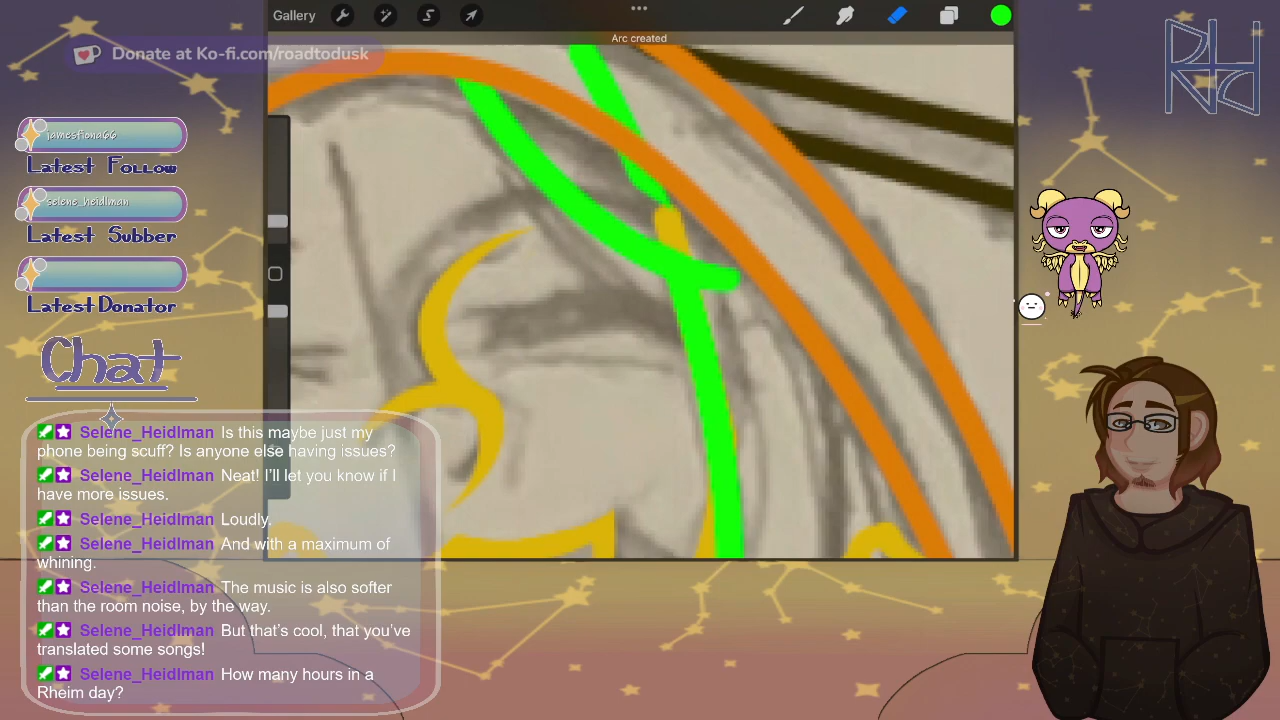 Gallery
Arc created
Donate at Ko-fi.com/roadtodusk
jamesfiona66
Latest Follow
selene_heidlman
Latest Subber
Latest Donator
Chat
Selene_Heidlman Is this maybe just my
phone being scuff? Is anyone else having issues?
Selene_Heidlman Neat! I'll let you know if I
have more issues.
Selene_Heidlman Loudly.
Selene_Heidlman And with a maximum of
whining.
Selene_Heidlman The music is also softer
than the room noise, by the way.
Selene_Heidlman But that's cool, that you've
translated some songs!
Selene_Heidlman How many hours in a
Rheim day?